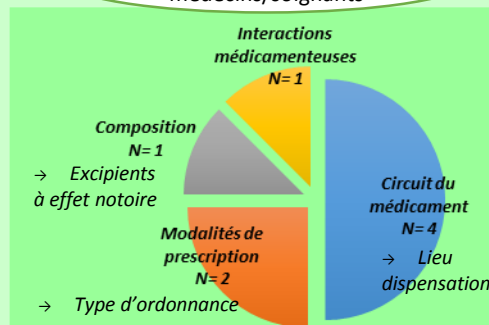 médecins/soignants
Interactions
médicamenteuses
N= 1
Composition
N= 1
→ Excipients
à effet notoire
Circuit du
médicament
N= 4
→ Lieu
dispensation
Modalités de
prescription
N= 2
→ Type d'ordonnance